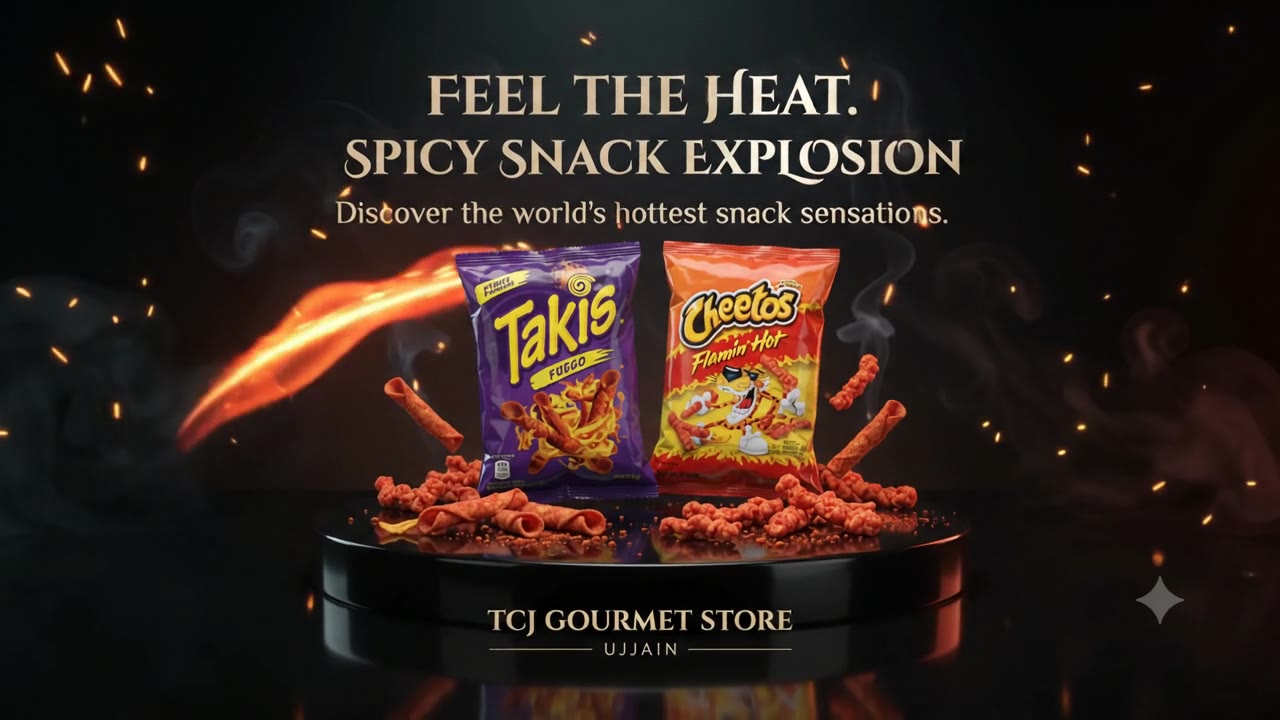 FEEL THE HEAT.
SPICY SNACK EXPLOSION
Discover the world's hottest snack sensations.
Takis
FUEGO
Cheetos
Flamin' Hot
TCJ GOURMET STORE
UJJAIN